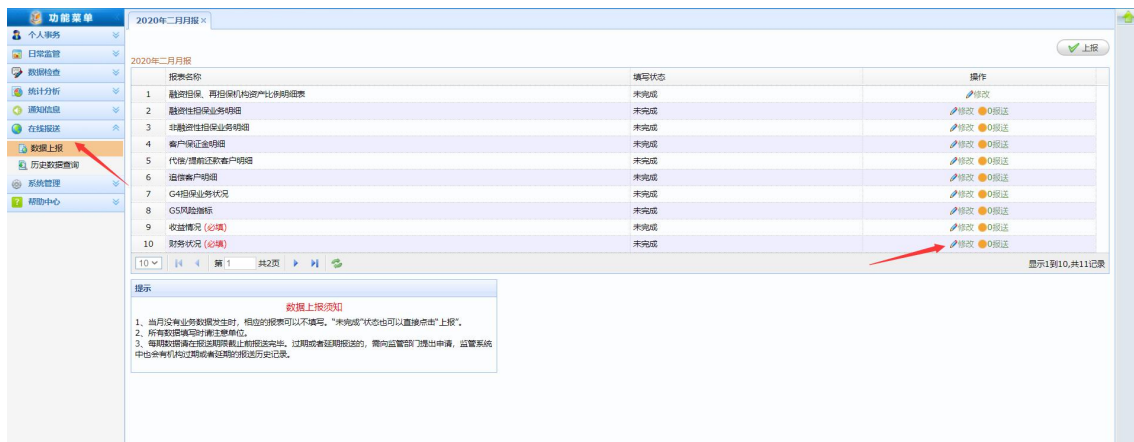 功能菜单
个人事务
日常监管
数据检查
统计分析
通知信息
在线报送
数据上报
历史数据查询
系统管理
帮助中心
2020年二月月报×
上报
2020年二月月报
报表名称 填写状态 操作
1 融资担保、再担保机构资产比例明细表 未完成 修改
2 融资性担保业务明细 未完成 修改 0报送
3 非融资性担保业务明细 未完成 修改 0报送
4 客户保证金明细 未完成 修改 0报送
5 代偿/提前还款客户明细 未完成 修改 0报送
6 追偿客户明细 未完成 修改 0报送
7 G4担保业务状况 未完成 修改 0报送
8 G5风险指标 未完成 修改 0报送
9 收益情况 (必填) 未完成 修改 0报送
10 财务状况 (必填) 未完成 修改 0报送
10 第 1 共2页 显示1到10,共11记录
提示
数据上报须知
1、当月没有业务数据发生时，相应的报表可以不填写。"未完成"状态也可以直接点击"上报"。
2、所有数据填写时请注意单位。
3、每期数据请在报送期限截止前报送完毕。过期或者延期报送的，需向监管部门提出申请，监管系统
中也会有机构过期或者延期的报送历史记录。